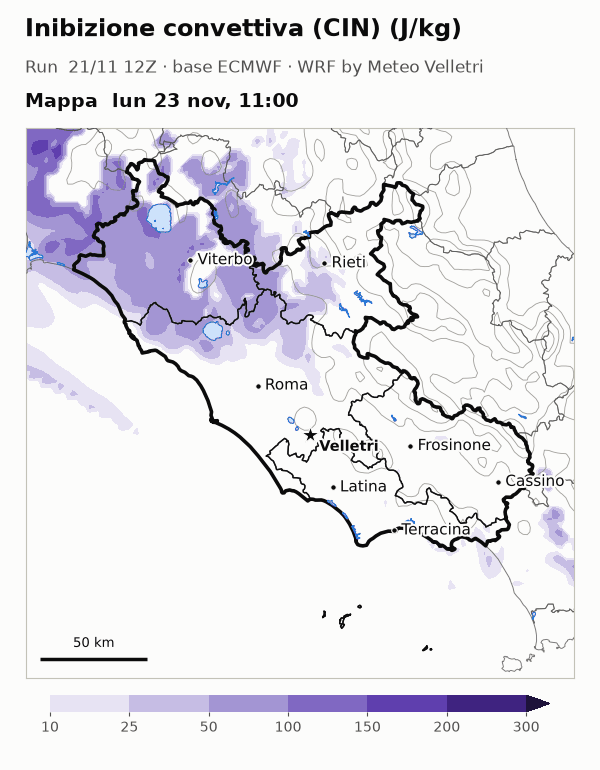 Inibizione convettiva (CIN) (J/kg)
Run  21/11 12Z · base ECMWF · WRF by Meteo Velletri
Mappa  lun 23 nov, 11:00
Viterbo
Rieti
Roma
Velletri
Frosinone
Cassino
Latina
Terracina
50 km
10 25 50 100 150 200 300